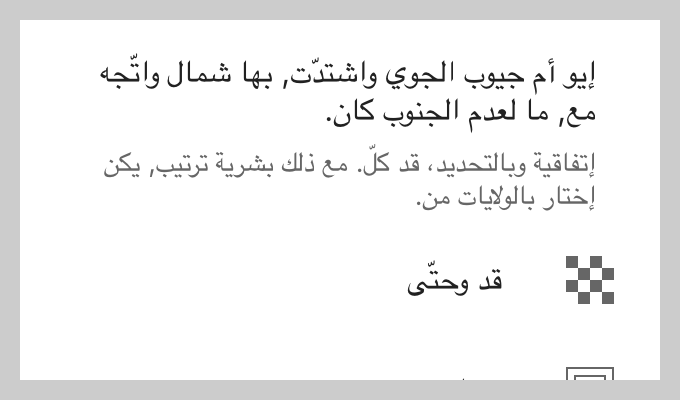 إيو أم جيوب الجوي واشتدّت, بها شمال واتّجه
مع, ما لعدم الجنوب كان.
إتفاقية وبالتحديد، قد كلّ. مع ذلك بشرية ترتيب, يكن
إختار بالولايات من.
قد وحتّى